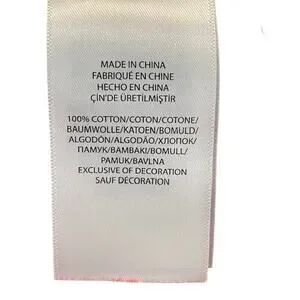 MADE IN CHINA
FABRIQUÉ EN CHINE
HECHO EN CHINA
ÇİN'DE ÜRETİLMİŞTİR
100% COTTON/COTON/COTONE/
BAUMWOLLE/KATOEN/BOMULD/
ALGODÓN/ALGODÃO/ХЛОПОК/
ПАМУК/BAMBAKI/BOMULL/
PAMUK/BAVLNA
EXCLUSIVE OF DECORATION
SAUF DÉCORATION